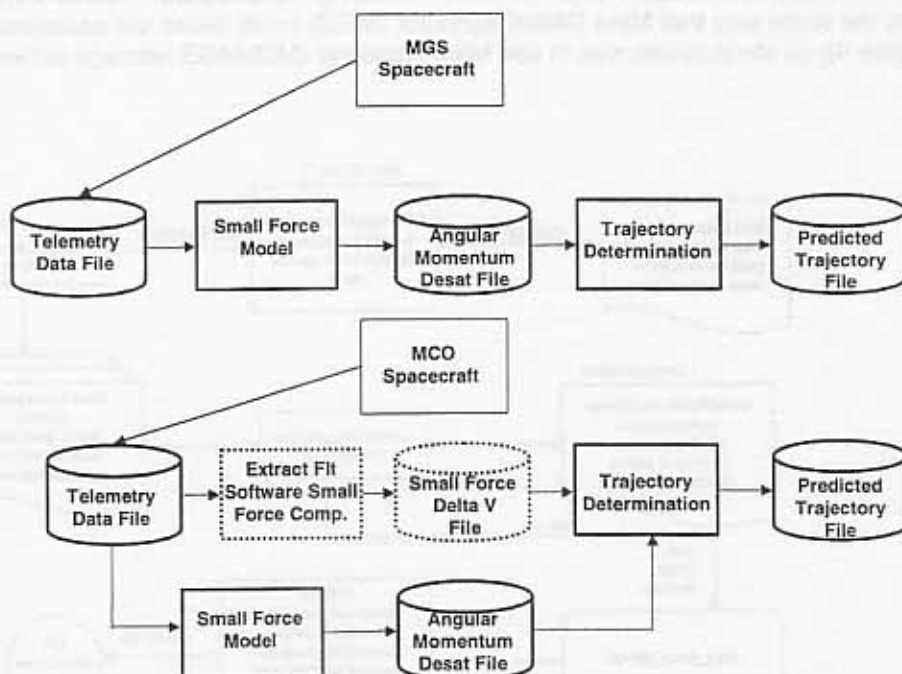 MGS
Spacecraft
Telemetry
Data File
Small Force
Model
Angular
Momentum
Desat File
Trajectory
Determination
Predicted
Trajectory
File
MCO
Spacecraft
Telemetry
Data File
Extract Flt
Software Small
Force Comp.
Small Force
Delta V
File
Trajectory
Determination
Predicted
Trajectory
File
Small Force
Model
Angular
Momentum
Desat File